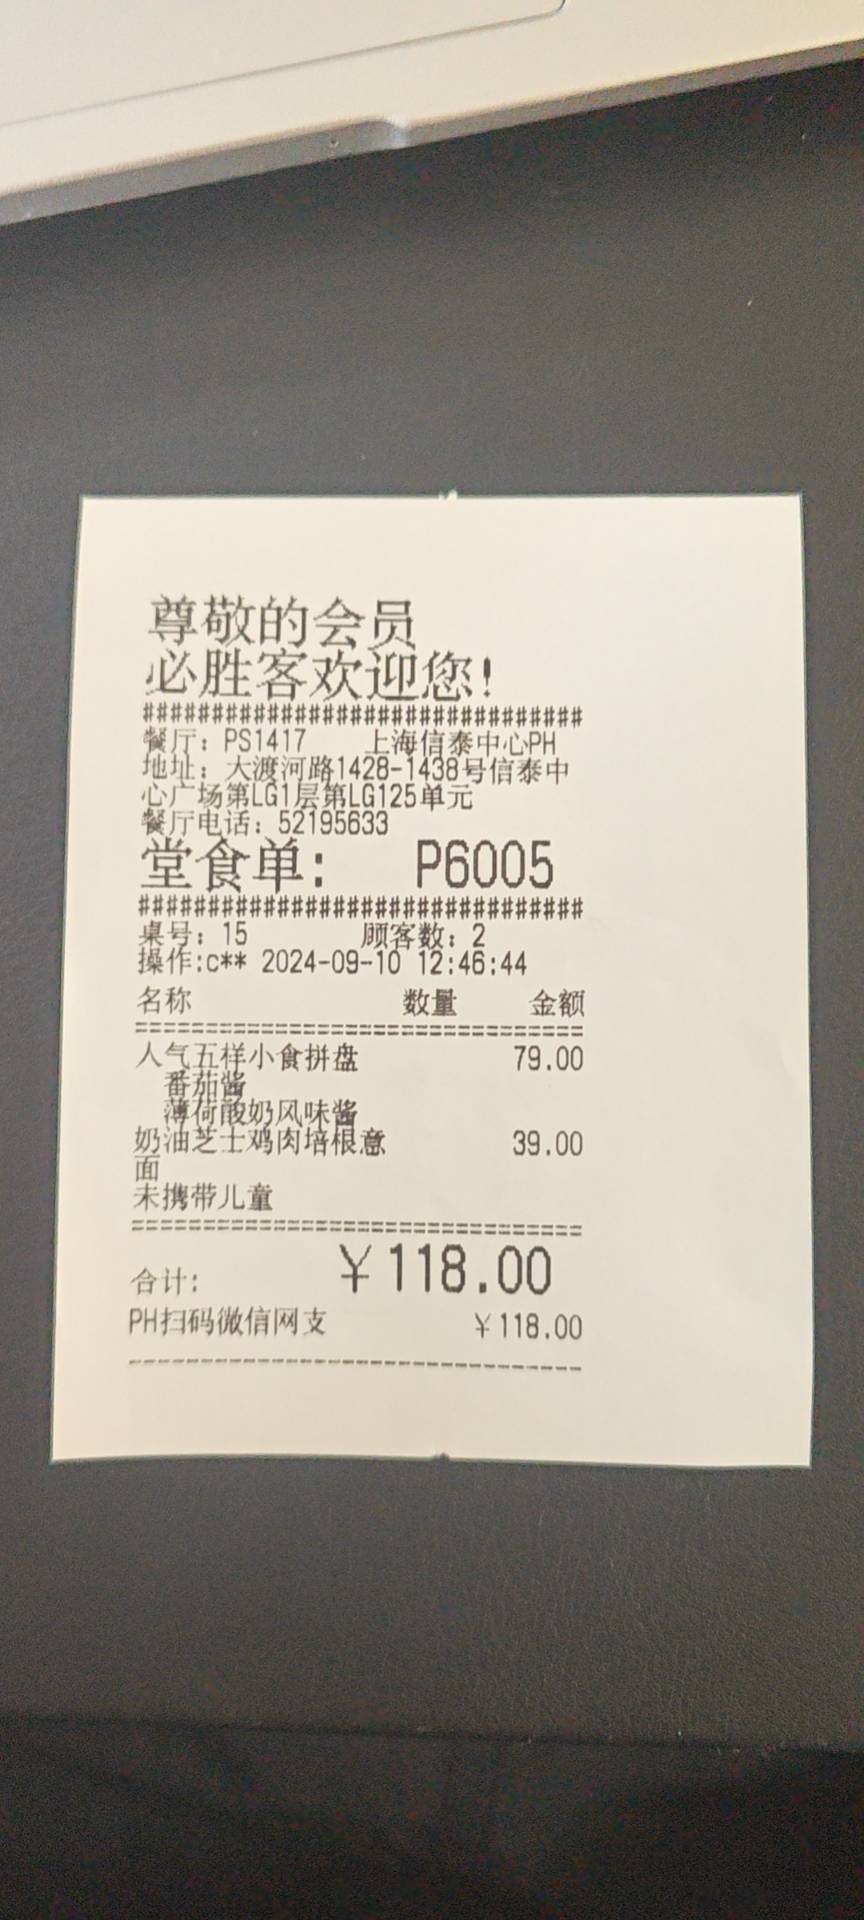 尊敬的会员
必胜客欢迎您!
################################
餐厅: PS1417 上海信泰中心PH
地址: 大渡河路1428-1438号信泰中
心广场第LG1层第LG125单元
餐厅电话: 52195633
堂食单: P6005
################################
桌号: 15 顾客数: 2
操作:c** 2024-09-10 12:46:44
名称 数量 金额
================================
人气五样小食拼盘 79.00
番茄酱
薄荷酸奶风味酱
奶油芝士鸡肉培根意 39.00
面
未携带儿童
================================
合计: ￥118.00
PH扫码微信网支 ￥118.00
--------------------------------